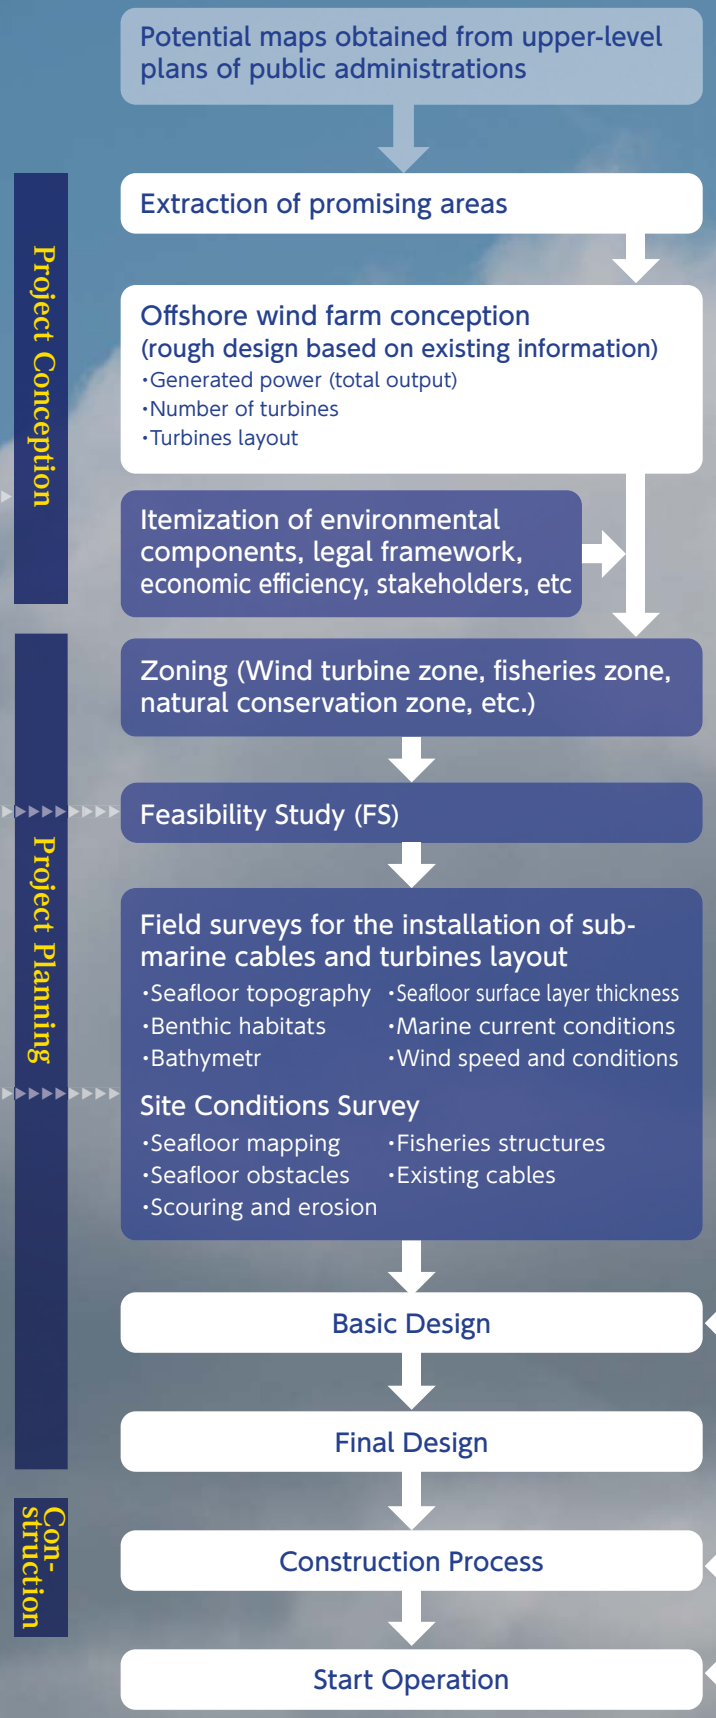 Potential maps obtained from upper-level
plans of public administrations
Project Conception
Extraction of promising areas
Offshore wind farm conception
(rough design based on existing information)
・Generated power (total output)
・Number of turbines
・Turbines layout
Itemization of environmental
components, legal framework,
economic efficiency, stakeholders, etc
Project Planning
Zoning (Wind turbine zone, fisheries zone,
natural conservation zone, etc.)
Feasibility Study (FS)
Field surveys for the installation of sub-
marine cables and turbines layout
・Seafloor topography ・Seafloor surface layer thickness
・Benthic habitats ・Marine current conditions
・Bathymetr ・Wind speed and conditions
Site Conditions Survey
・Seafloor mapping ・Fisheries structures
・Seafloor obstacles ・Existing cables
・Scouring and erosion
Basic Design
Final Design
Con-
struction
Construction Process
Start Operation